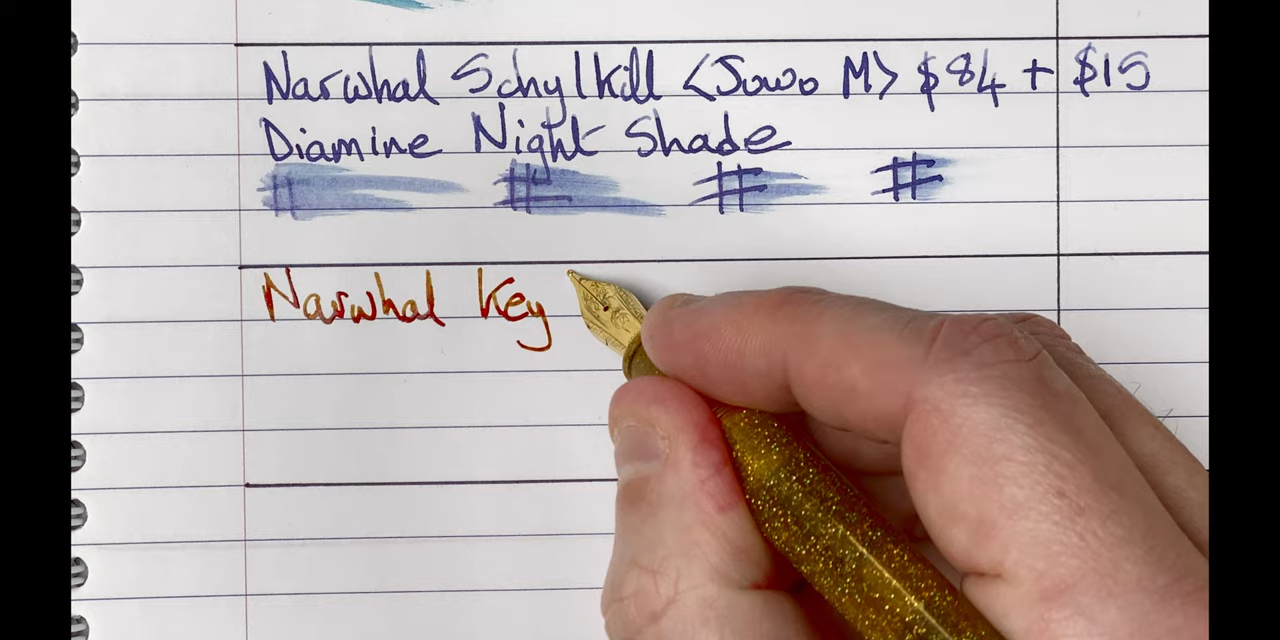 Narwhal Schylkill <Jowo M> $84 + $15
Diamine Night Shade
# # # #
Narwhal Key